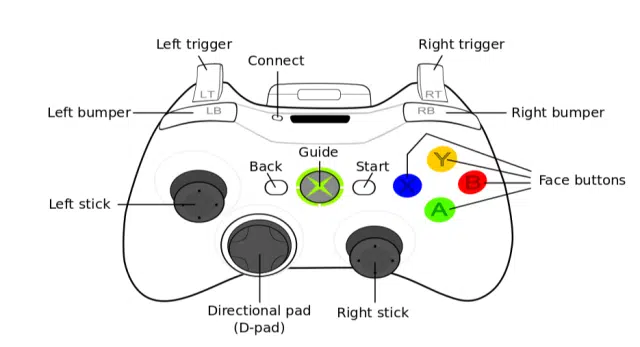 Left trigger
Right trigger
Connect
LT
RT
Left bumper
LB
RB
Right bumper
Guide
Y
Back
Start
X
B
Face buttons
Left stick
A
Directional pad
(D-pad)
Right stick